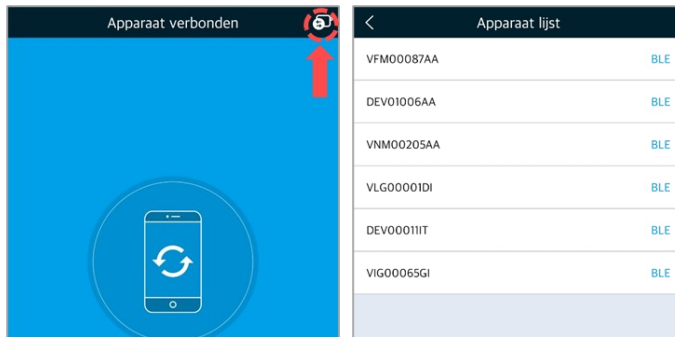 Apparaat verbonden
Apparaat lijst
VFM00087AA BLE
DEV01006AA BLE
VNM00205AA BLE
VLG00001DI BLE
DEV00011IT BLE
VIG00065GI BLE